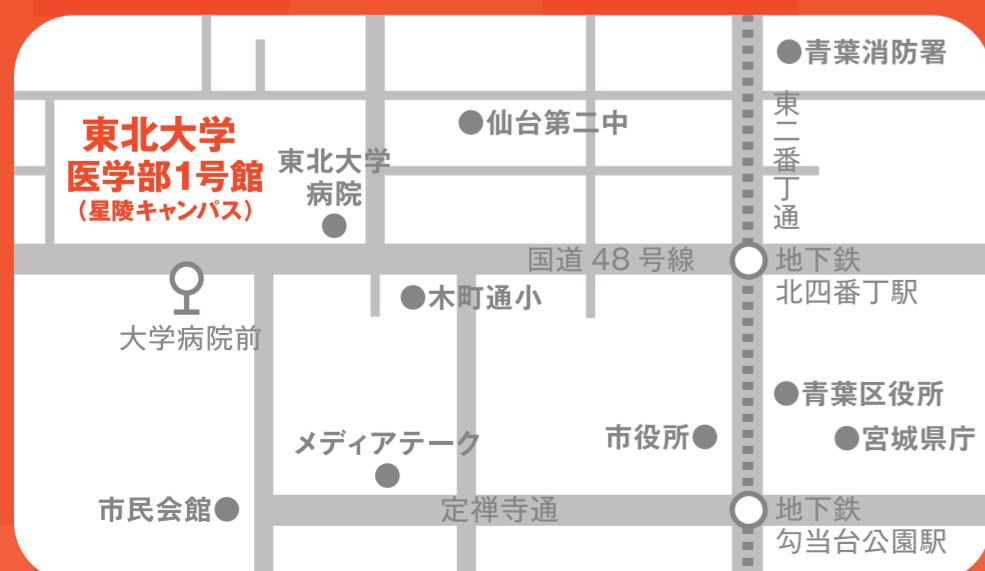 青葉消防署
東二番丁通
仙台第二中
東北大学
医学部1号館
(星陵キャンパス)
東北大学
病院
国道48号線
地下鉄
北四番丁駅
木町通小
大学病院前
青葉区役所
市役所
宮城県庁
メディアテーク
市民会館
定禅寺通
地下鉄
勾当台公園駅